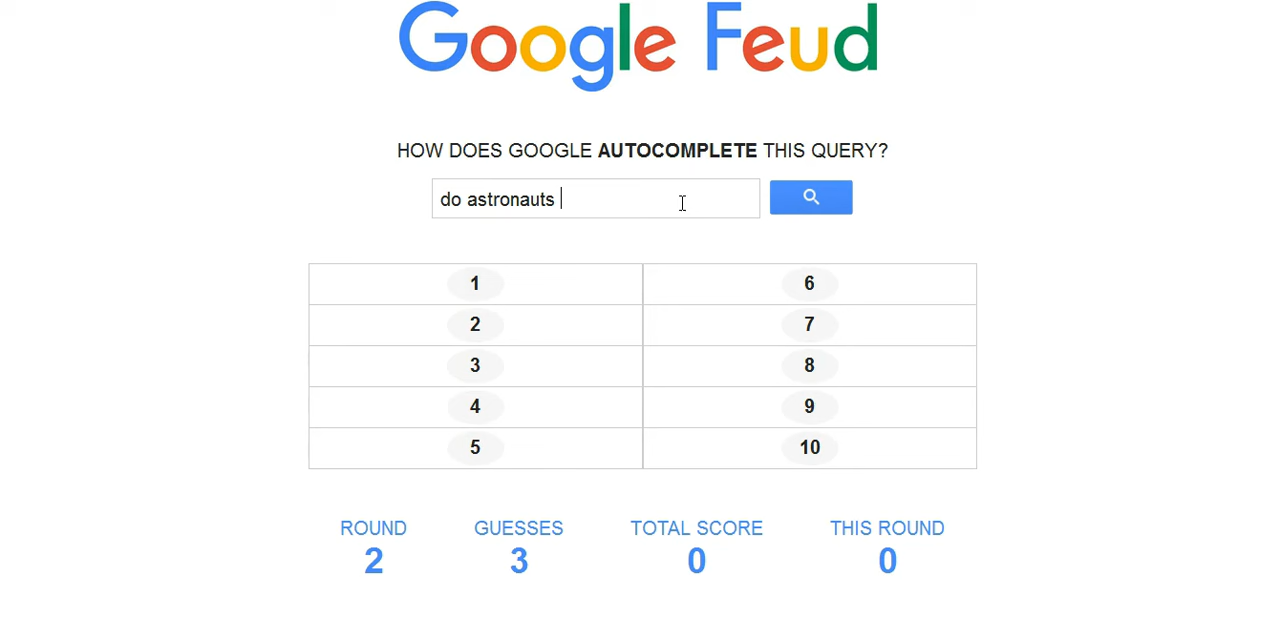 Google Feud
HOW DOES GOOGLE AUTOCOMPLETE THIS QUERY?
do astronauts
1 6
2 7
3 8
4 9
5 10
ROUND GUESSES TOTAL SCORE THIS ROUND
2 3 0 0